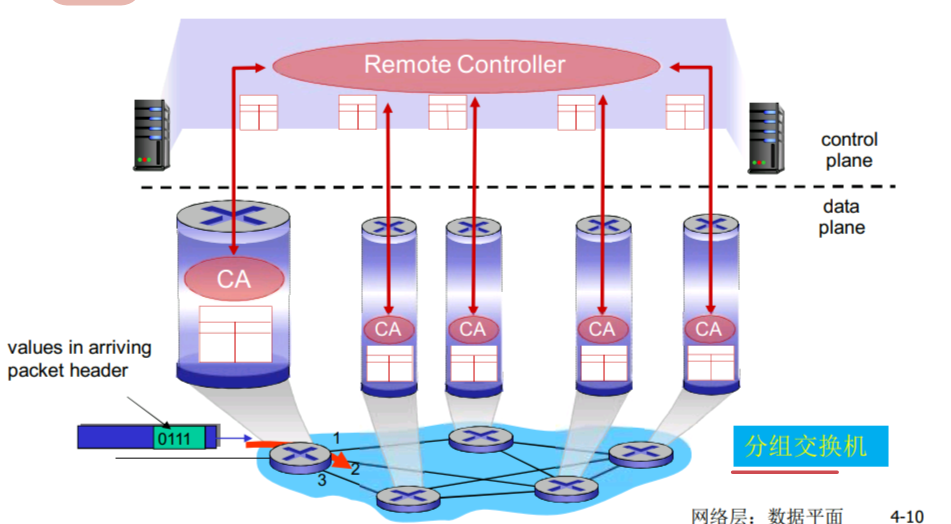 Remote Controller
control
plane
data
plane
CA
CA
CA
CA
CA
values in arriving
packet header
0111
1
2
3
分组交换机
网络层：数据平面 4-10